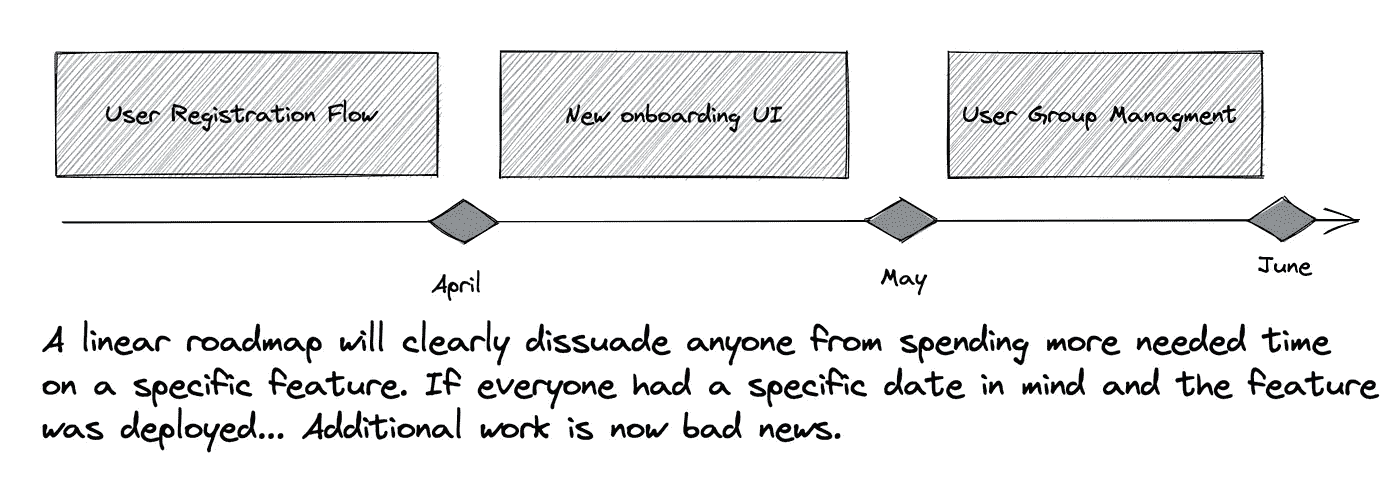 User Registration Flow
New onboarding UI
User Group Managment
April
May
June
A linear roadmap will clearly dissuade anyone from spending more needed time
on a specific feature. If everyone had a specific date in mind and the feature
was deployed... Additional work is now bad news.